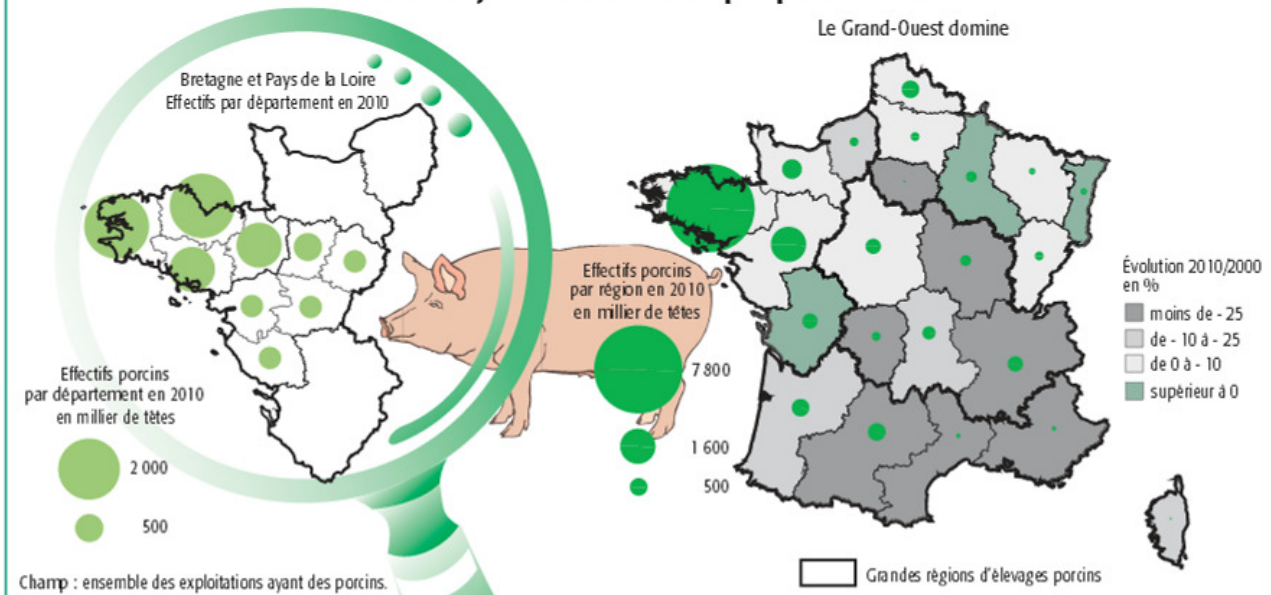 Le Grand-Ouest domine
Bretagne et Pays de la Loire
Effectifs par département en 2010
Effectifs porcins
par département en 2010
en millier de têtes
2 000
500
Effectifs porcins
par région en 2010
en millier de têtes
7 800
1 600
500
Évolution 2010/2000
en %
moins de - 25
de - 10 à - 25
de 0 à - 10
supérieur à 0
Champ : ensemble des exploitations ayant des porcins.
Grandes régions d'élevages porcins